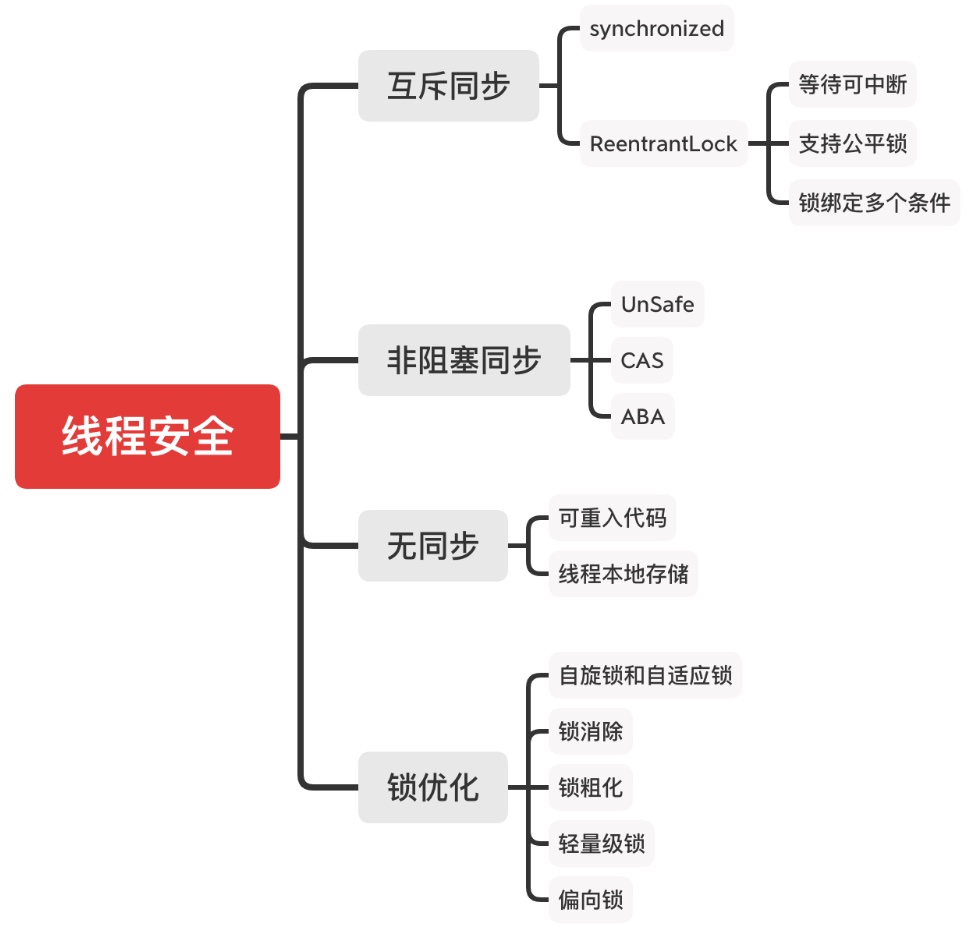 线程安全
互斥同步
synchronized
ReentrantLock
等待可中断
支持公平锁
锁绑定多个条件
非阻塞同步
UnSafe
CAS
ABA
无同步
可重入代码
线程本地存储
锁优化
自旋锁和自适应锁
锁消除
锁粗化
轻量级锁
偏向锁